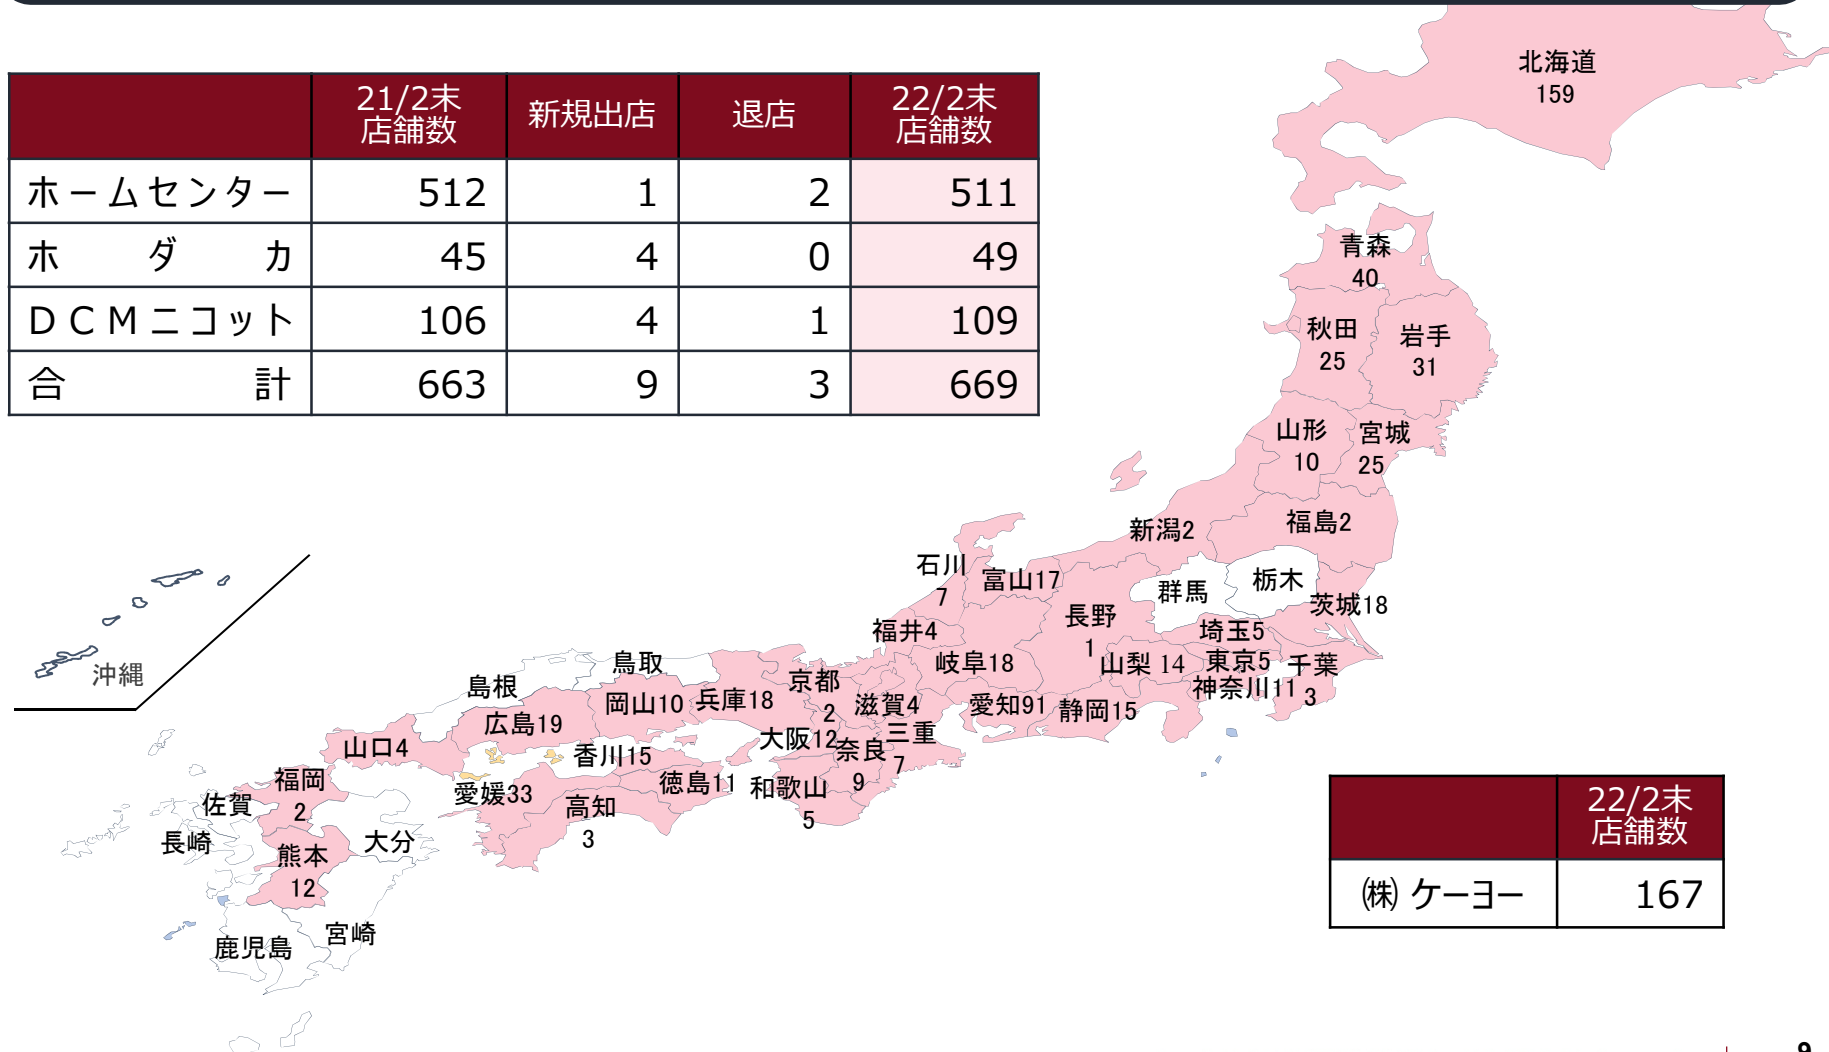 21/2末
店舗数
新規出店
退店
22/2末
店舗数
ホームセンター 512 1 2 511
ホダカ 45 4 0 49
DCMニコット 106 4 1 109
合計 663 9 3 669
北海道
159
青森
40
秋田
25
岩手
31
山形
10
宮城
25
新潟2
福島2
石川
7
富山17
群馬
栃木
茨城18
長野
1
福井4
埼玉5
岐阜18
山梨 14
東京5
千葉
3
神奈川11
鳥取
島根
京都
2
岡山10
兵庫18
滋賀4
愛知91
静岡15
広島19
大阪12
三重
7
奈良
9
山口4
香川15
徳島11
和歌山
5
愛媛33
高知
3
福岡
2
佐賀
長崎
大分
熊本
12
宮崎
鹿児島
沖縄
22/2末
店舗数
㈱ ケーヨー 167
9